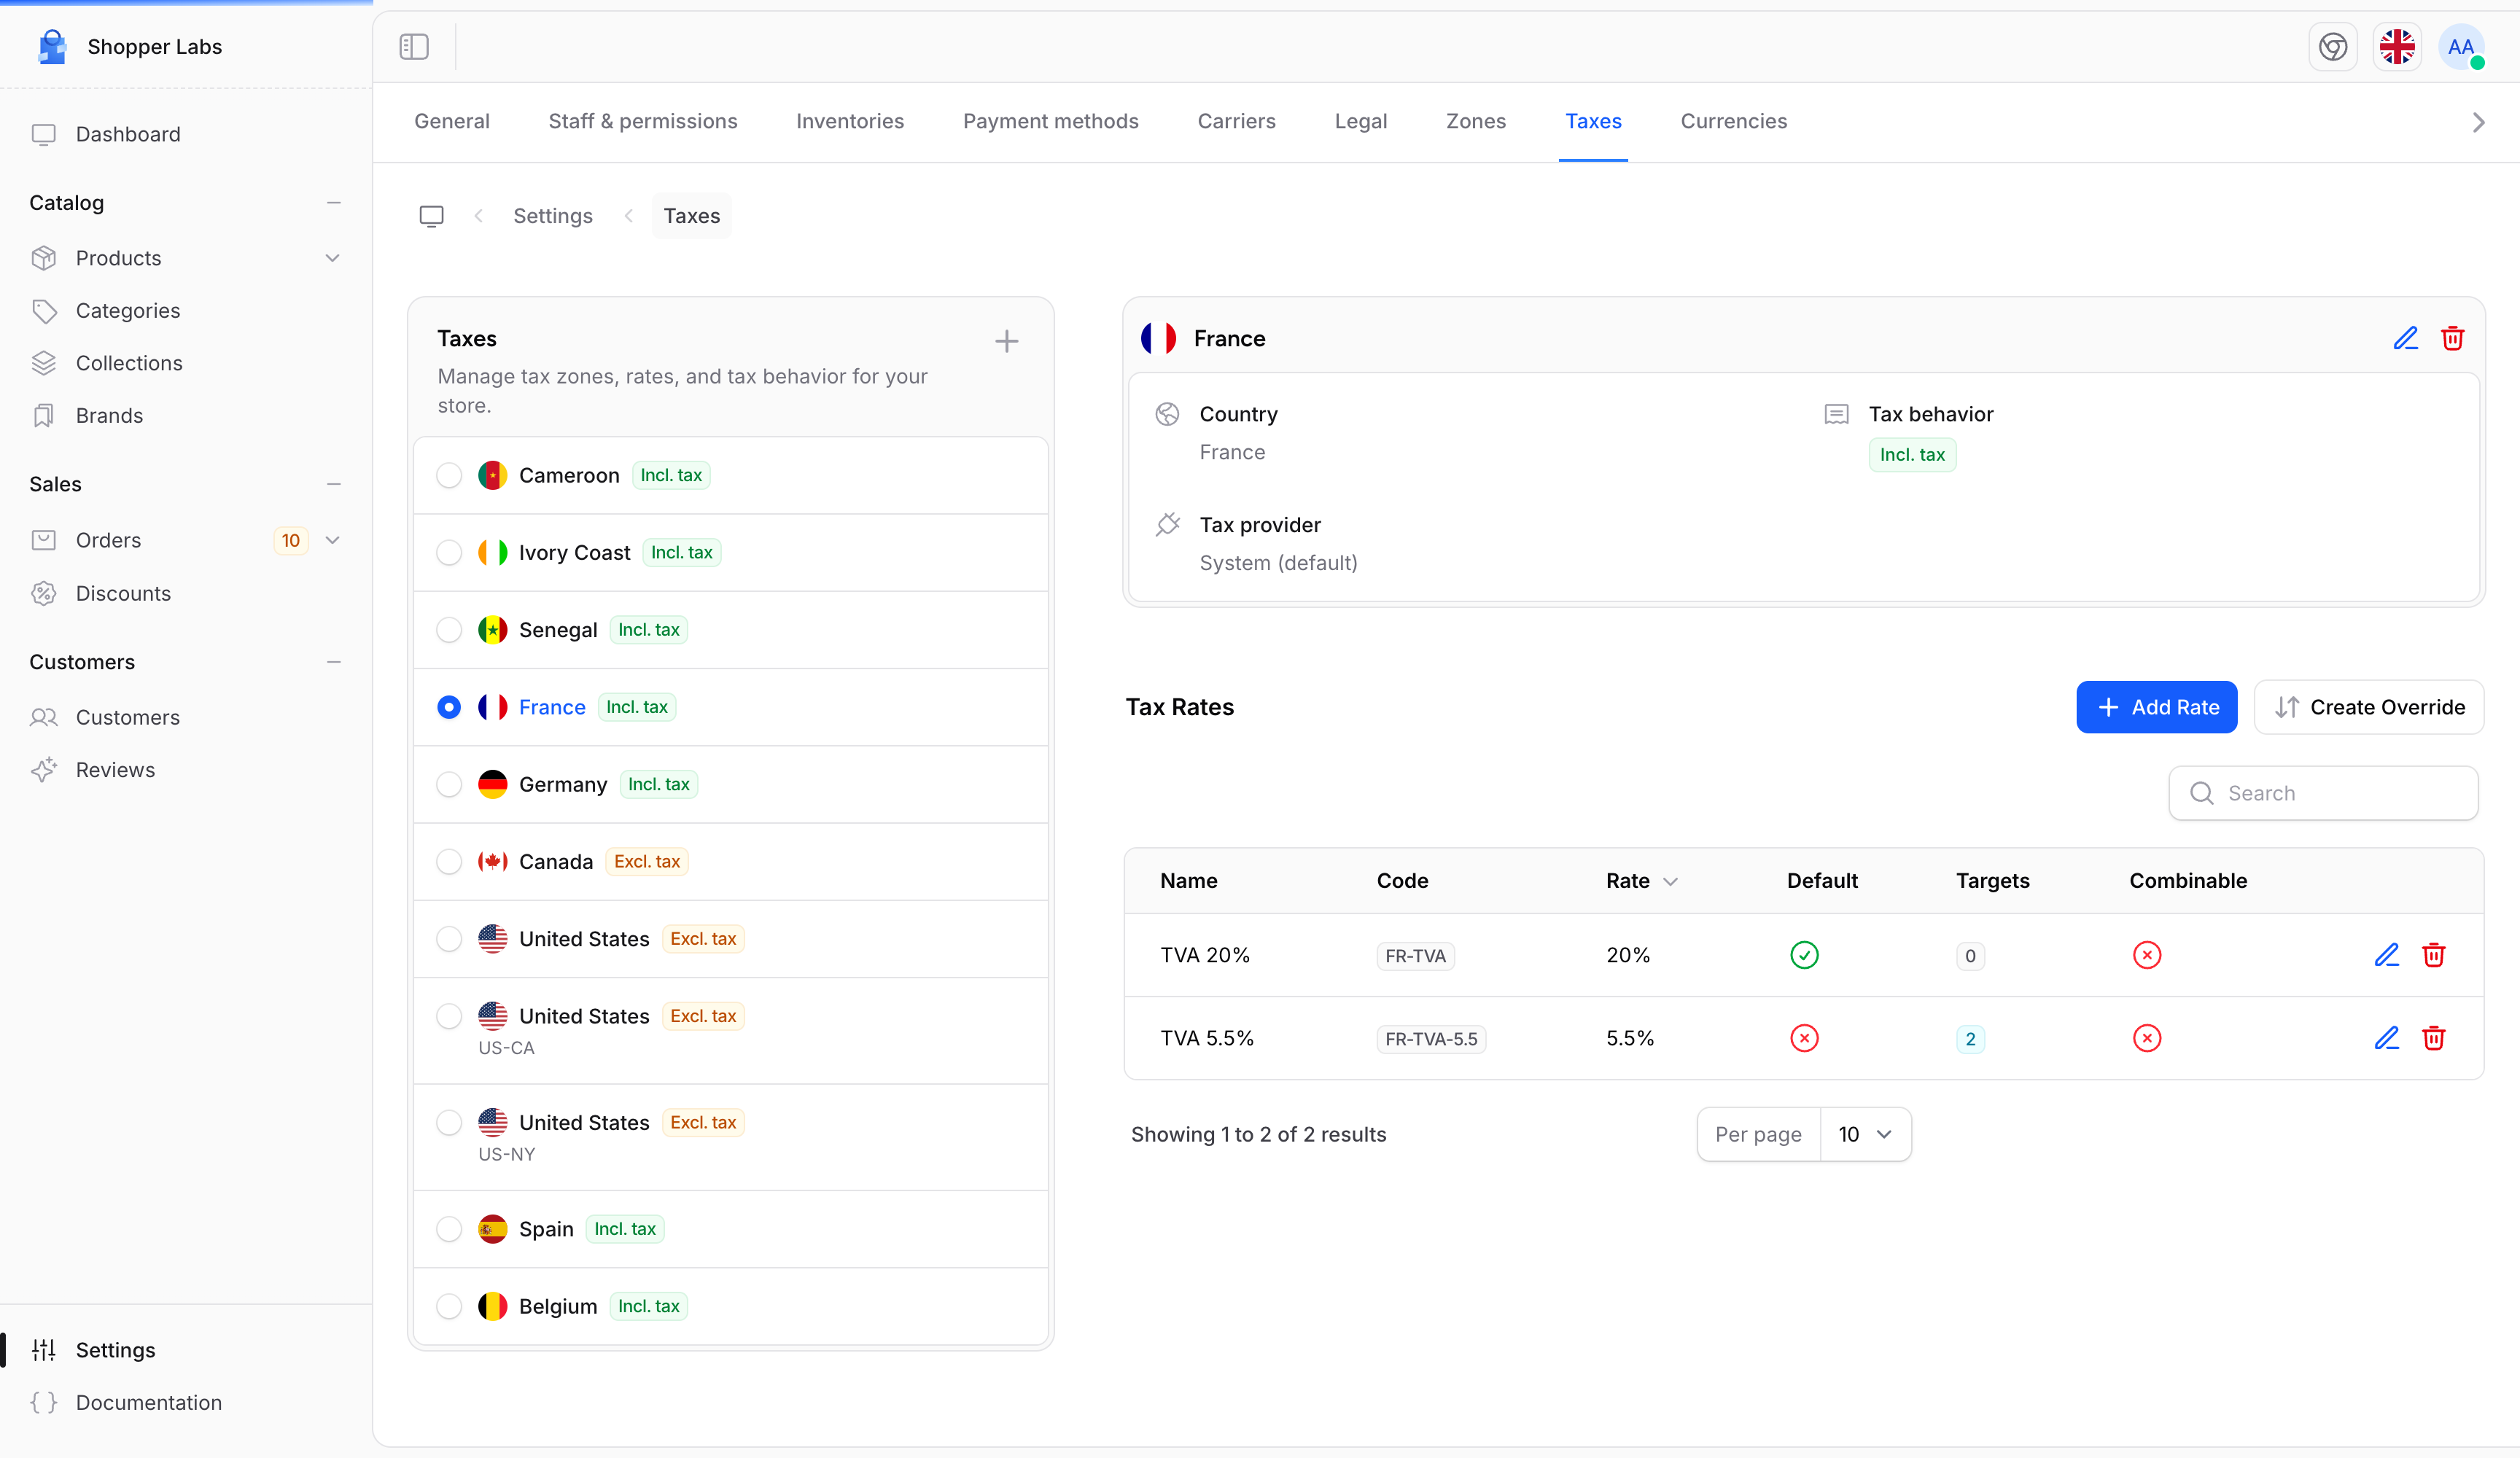 Shopper Labs
AA
Dashboard
Catalog
Products
Categories
Collections
Brands
Sales
Orders 10
Discounts
Customers
Customers
Reviews
Settings
Documentation
General Staff & permissions Inventories Payment methods Carriers Legal Zones Taxes Currencies
Settings Taxes
Taxes
Manage tax zones, rates, and tax behavior for your
store.
Cameroon Incl. tax
Ivory Coast Incl. tax
Senegal Incl. tax
France Incl. tax
Germany Incl. tax
Canada Excl. tax
United States Excl. tax
United States Excl. tax
US-CA
United States Excl. tax
US-NY
Spain Incl. tax
Belgium Incl. tax
France
Country
France
Tax behavior
Incl. tax
Tax provider
System (default)
Tax Rates
Add Rate
Create Override
Search
Name Code Rate Default Targets Combinable
TVA 20% FR-TVA 20% 0
TVA 5.5% FR-TVA-5.5 5.5% 2
Showing 1 to 2 of 2 results
Per page 10